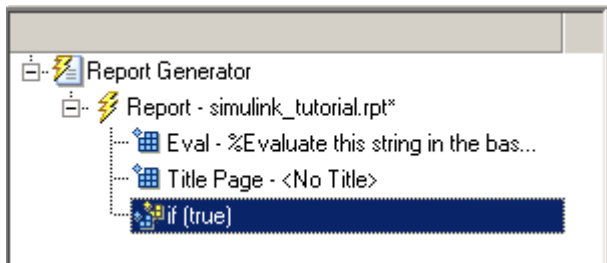 Report Generator
Report - simulink_tutorial.rpt*
Eval - %Evaluate this string in the bas...
Title Page - <No Title>
if (true)